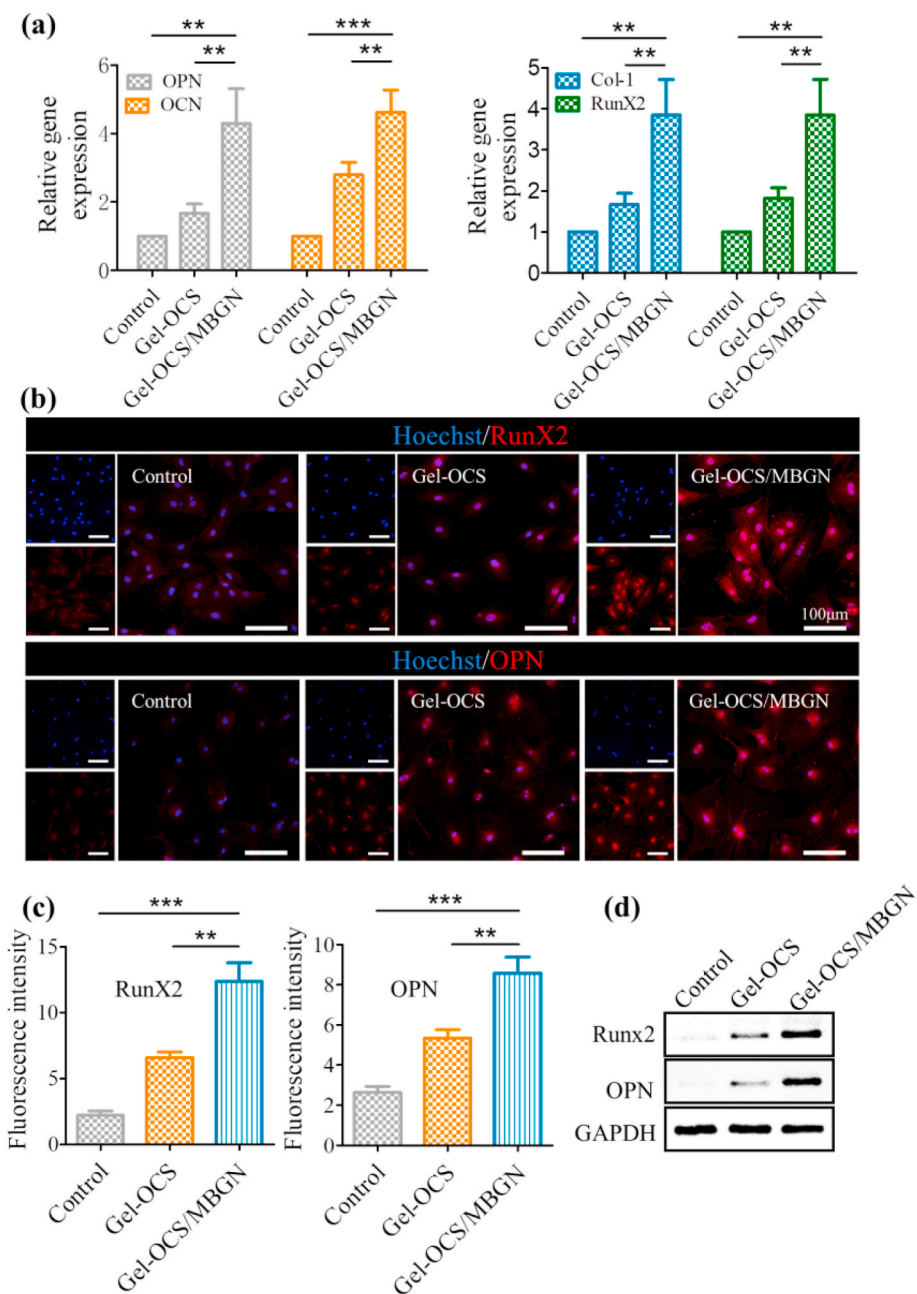 (a)
** *** ** **
** ** ** **
OPN
OCN
Col-1
RunX2
Relative gene
expression
6
4
2
0
Relative gene
expression
5
4
3
2
1
0
Control
Gel-OCS
Gel-OCS/MBGN
Control
Gel-OCS
Gel-OCS/MBGN
Control
Gel-OCS
Gel-OCS/MBGN
Control
Gel-OCS
Gel-OCS/MBGN
(b)
Hoechst/RunX2
Control
Gel-OCS
Gel-OCS/MBGN
100μm
Hoechst/OPN
Control
Gel-OCS
Gel-OCS/MBGN
(c)
***
**
RunX2
Fluorescence intensity
15
10
5
0
Control
Gel-OCS
Gel-OCS/MBGN
***
**
OPN
Fluorescence intensity
10
8
6
4
2
0
Control
Gel-OCS
Gel-OCS/MBGN
(d)
Control
Gel-OCS
Gel-OCS/MBGN
Runx2
OPN
GAPDH